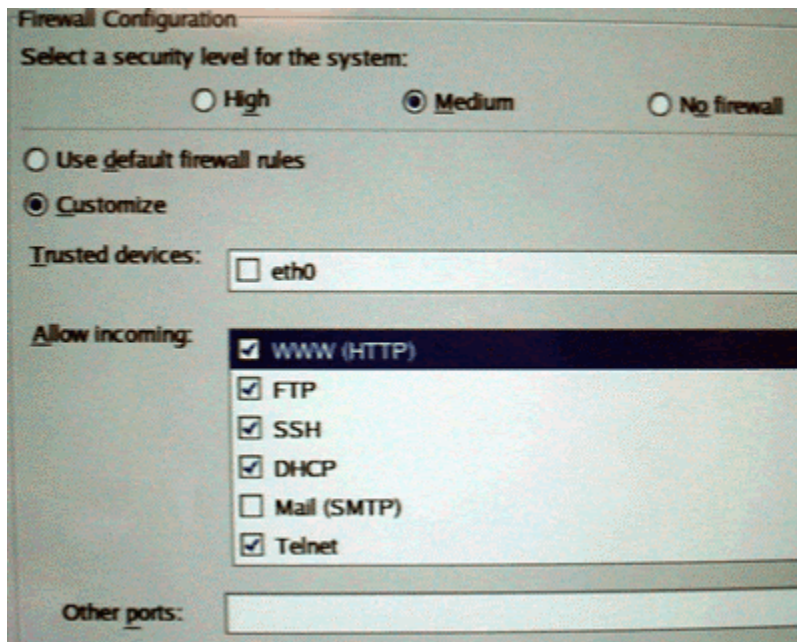 Firewall Configuration
Select a security level for the system:
High Medium No firewall
Use default firewall rules
Customize
Trusted devices: eth0
Allow incoming: WWW (HTTP)
FTP
SSH
DHCP
Mail (SMTP)
Telnet
Other ports: